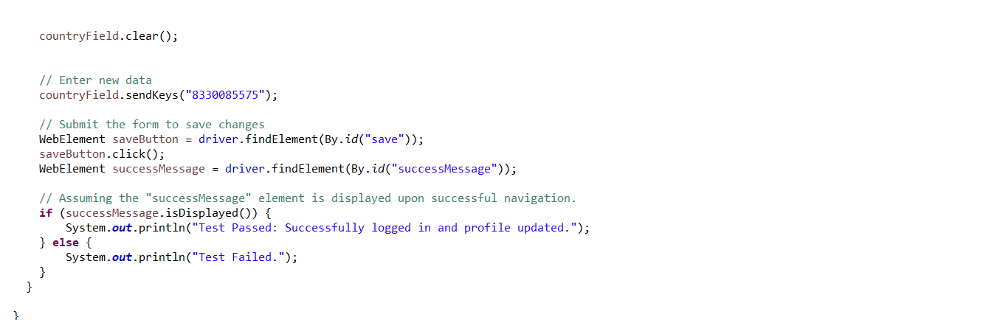 countryField.clear();
// Enter new data
countryField.sendKeys("8330085575");
// Submit the form to save changes
WebElement saveButton = driver.findElement(By.id("save"));
saveButton.click();
WebElement successMessage = driver.findElement(By.id("successMessage"));
// Assuming the "successMessage" element is displayed upon successful navigation.
if (successMessage.isDisplayed()) {
System.out.println("Test Passed: Successfully logged in and profile updated.");
} else {
System.out.println("Test Failed.");
}
}
}